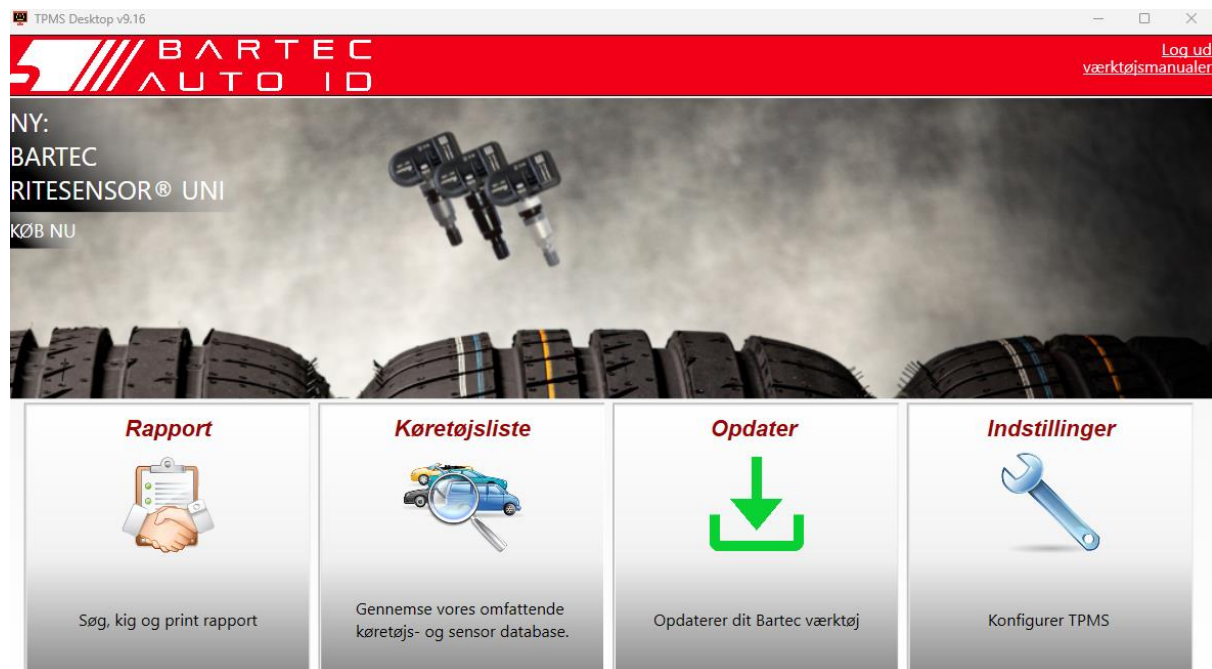 TPMS Desktop v9.16
BARTEC
AUTO ID
Log ud
værktøjsmanualer
NY:
BARTEC
RITESENSOR® UNI
KØB NU
Rapport
Søg, kig og print rapport
Køretøjsliste
Gennemse vores omfattende
køretøjs- og sensor database.
Opdater
Opdaterer dit Bartec værktøj
Indstillinger
Konfigurer TPMS